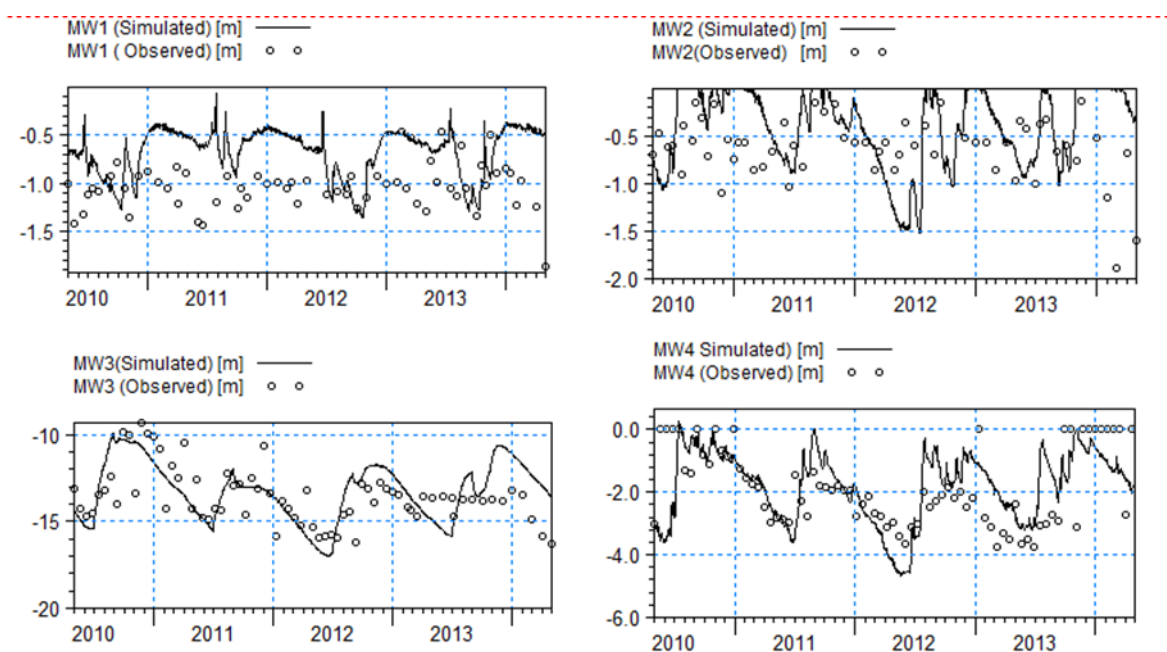 MW1 (Simulated) [m]
MW1 ( Observed) [m]
-0.5
-1.0
-1.5
2010 2011 2012 2013
MW2 (Simulated) [m]
MW2(Observed) [m]
-0.5
-1.0
-1.5
-2.0
2010 2011 2012 2013
MW3(Simulated) [m]
MW3 (Observed) [m]
-10
-15
-20
2010 2011 2012 2013
MW4 Simulated) [m]
MW4 (Observed) [m]
0.0
-2.0
-4.0
-6.0
2010 2011 2012 2013